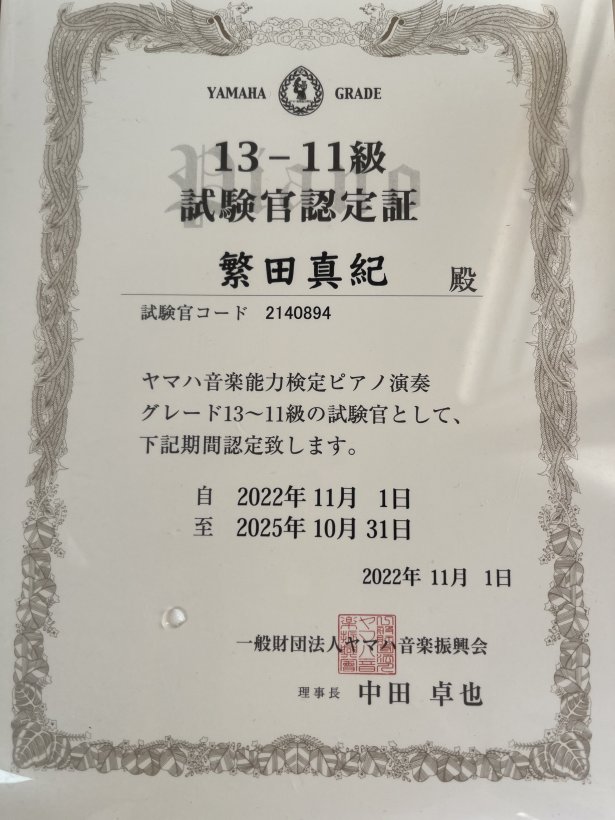 YAMAHA GRADE
Piano
13－11級
試験官認定証
繁田真紀 殿
試験官コード 2140894
ヤマハ音楽能力検定ピアノ演奏
グレード13～11級の試験官として、
下記期間認定致します。
自 2022年 11月 1日
至 2025年 10月 31日
2022年 11月 1日
一般財団法人ヤマハ音楽振興会
理事長 中田 卓也